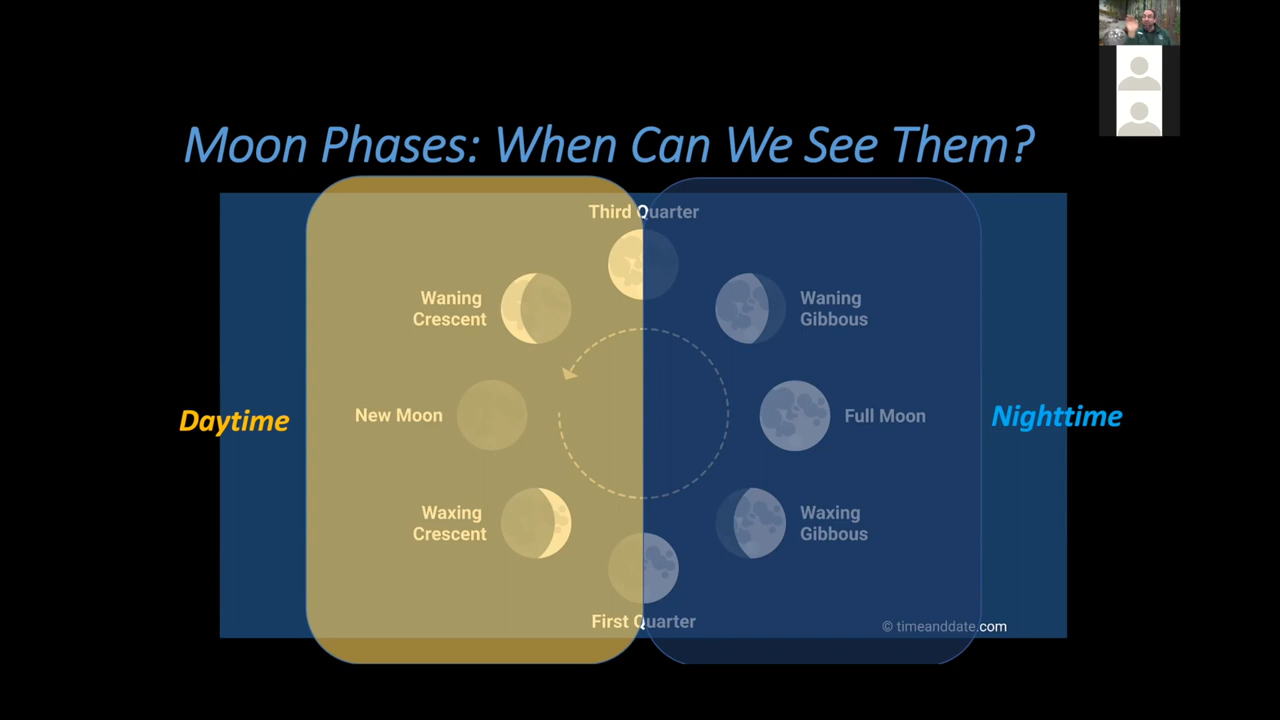 Moon Phases: When Can We See Them?
Third Quarter
Waning
Crescent
Waning
Gibbous
New Moon
Full Moon
Daytime
Nighttime
Waxing
Crescent
Waxing
Gibbous
First Quarter
© timeanddate.com